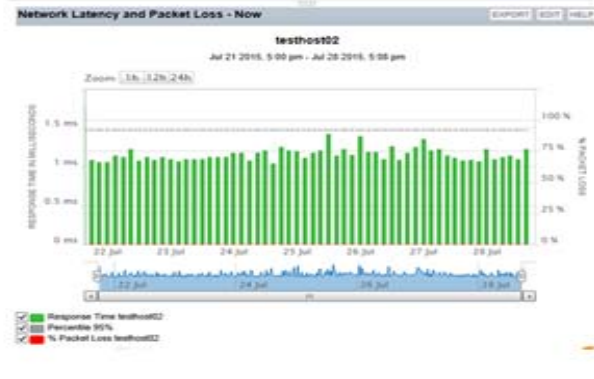 Network Latency and Packet Loss - Now
EXPORT EDIT HELP
testhost02
Jul 21 2015, 5:00 pm - Jul 28 2015, 5:08 pm
Zoom 1h 12h 24h
RESPONSE TIME IN MILLISECONDS
1.5 ms
1 ms
0.5 ms
0 ms
100 %
75 %
50 %
25 %
0 %
% PACKET LOSS
22 Jul 23 Jul 24 Jul 25 Jul 26 Jul 27 Jul 28 Jul
22 Jul 24 Jul 26 Jul 28 Jul
Response Time testhost02
Percentile 95%
% Packet Loss testhost02